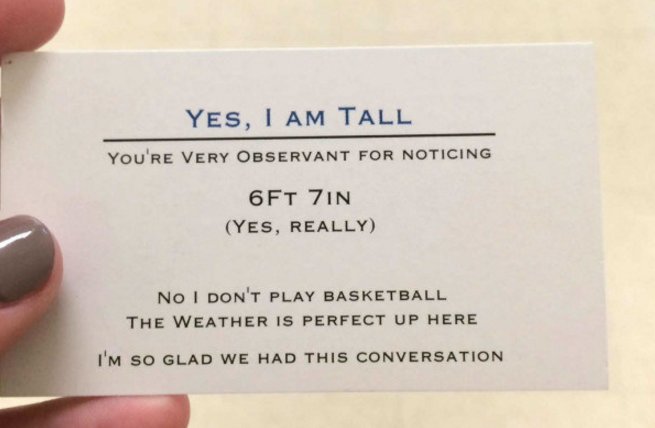 Yes, I am Tall
You're Very Observant for noticing
6Ft 7in
(Yes, really)
No I don't play basketball
The Weather is perfect up here
I'm so glad we had this conversation